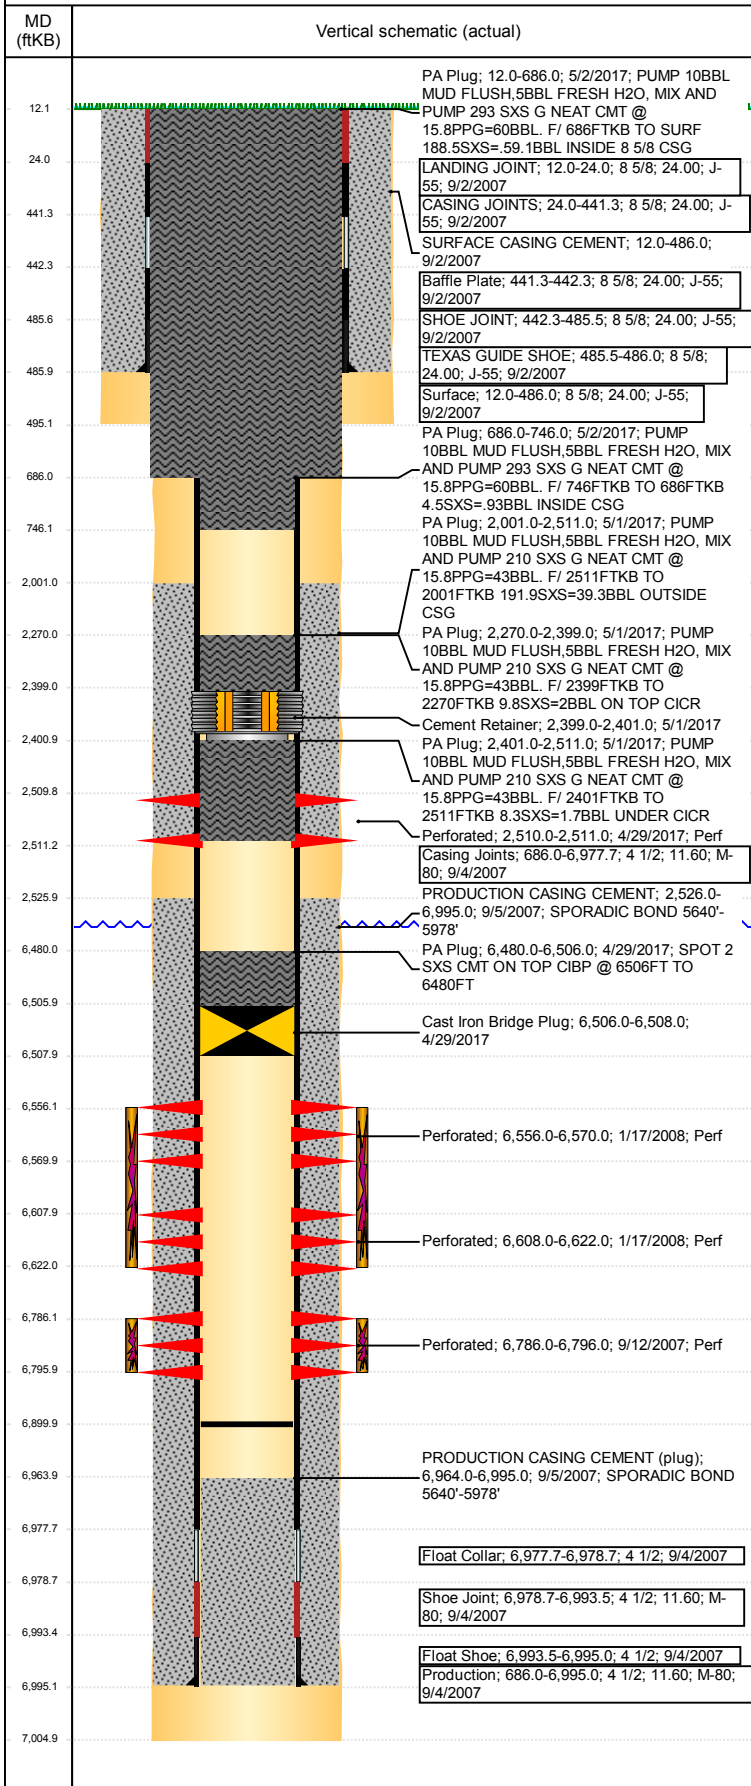 MD
(ftKB)
Vertical schematic (actual)
12.1
24.0
441.3
442.3
485.6
485.9
495.1
686.0
746.1
2,001.0
2,270.0
2,399.0
2,400.9
2,509.8
2,511.2
2,525.9
6,480.0
6,505.9
6,507.9
6,556.1
6,569.9
6,607.9
6,622.0
6,786.1
6,795.9
6,899.9
6,963.9
6,977.7
6,978.7
6,993.4
6,995.1
7,004.9
PA Plug; 12.0-686.0; 5/2/2017; PUMP 10BBL
MUD FLUSH,5BBL FRESH H2O, MIX AND
PUMP 293 SXS G NEAT CMT @
15.8PPG=60BBL. F/ 686FTKB TO SURF
188.5SXS=.59.1BBL INSIDE 8 5/8 CSG
LANDING JOINT; 12.0-24.0; 8 5/8; 24.00; J-
55; 9/2/2007
CASING JOINTS; 24.0-441.3; 8 5/8; 24.00; J-
55; 9/2/2007
SURFACE CASING CEMENT; 12.0-486.0;
9/2/2007
Baffle Plate; 441.3-442.3; 8 5/8; 24.00; J-55;
9/2/2007
SHOE JOINT; 442.3-485.5; 8 5/8; 24.00; J-55;
9/2/2007
TEXAS GUIDE SHOE; 485.5-486.0; 8 5/8;
24.00; J-55; 9/2/2007
Surface; 12.0-486.0; 8 5/8; 24.00; J-55;
9/2/2007
PA Plug; 686.0-746.0; 5/2/2017; PUMP
10BBL MUD FLUSH,5BBL FRESH H2O, MIX
AND PUMP 293 SXS G NEAT CMT @
15.8PPG=60BBL. F/ 746FTKB TO 686FTKB
4.5SXS=.93BBL INSIDE CSG
PA Plug; 2,001.0-2,511.0; 5/1/2017; PUMP
10BBL MUD FLUSH,5BBL FRESH H2O, MIX
AND PUMP 210 SXS G NEAT CMT @
15.8PPG=43BBL. F/ 2511FTKB TO
2001FTKB 191.9SXS=39.3BBL OUTSIDE
CSG
PA Plug; 2,270.0-2,399.0; 5/1/2017; PUMP
10BBL MUD FLUSH,5BBL FRESH H2O, MIX
AND PUMP 210 SXS G NEAT CMT @
15.8PPG=43BBL. F/ 2399FTKB TO
2270FTKB 9.8SXS=2BBL ON TOP CICR
Cement Retainer; 2,399.0-2,401.0; 5/1/2017
PA Plug; 2,401.0-2,511.0; 5/1/2017; PUMP
10BBL MUD FLUSH,5BBL FRESH H2O, MIX
AND PUMP 210 SXS G NEAT CMT @
15.8PPG=43BBL. F/ 2401FTKB TO
2511FTKB 8.3SXS=1.7BBL UNDER CICR
Perforated; 2,510.0-2,511.0; 4/29/2017; Perf
Casing Joints; 686.0-6,977.7; 4 1/2; 11.60; M-
80; 9/4/2007
PRODUCTION CASING CEMENT; 2,526.0-
6,995.0; 9/5/2007; SPORADIC BOND 5640'-
5978'
PA Plug; 6,480.0-6,506.0; 4/29/2017; SPOT 2
SXS CMT ON TOP CIBP @ 6506FT TO
6480FT
Cast Iron Bridge Plug; 6,506.0-6,508.0;
4/29/2017
Perforated; 6,556.0-6,570.0; 1/17/2008; Perf
Perforated; 6,608.0-6,622.0; 1/17/2008; Perf
Perforated; 6,786.0-6,796.0; 9/12/2007; Perf
PRODUCTION CASING CEMENT (plug);
6,964.0-6,995.0; 9/5/2007; SPORADIC BOND
5640'-5978'
Float Collar; 6,977.7-6,978.7; 4 1/2; 9/4/2007
Shoe Joint; 6,978.7-6,993.5; 4 1/2; 11.60; M-
80; 9/4/2007
Float Shoe; 6,993.5-6,995.0; 4 1/2; 9/4/2007
Production; 686.0-6,995.0; 4 1/2; 11.60; M-80;
9/4/2007